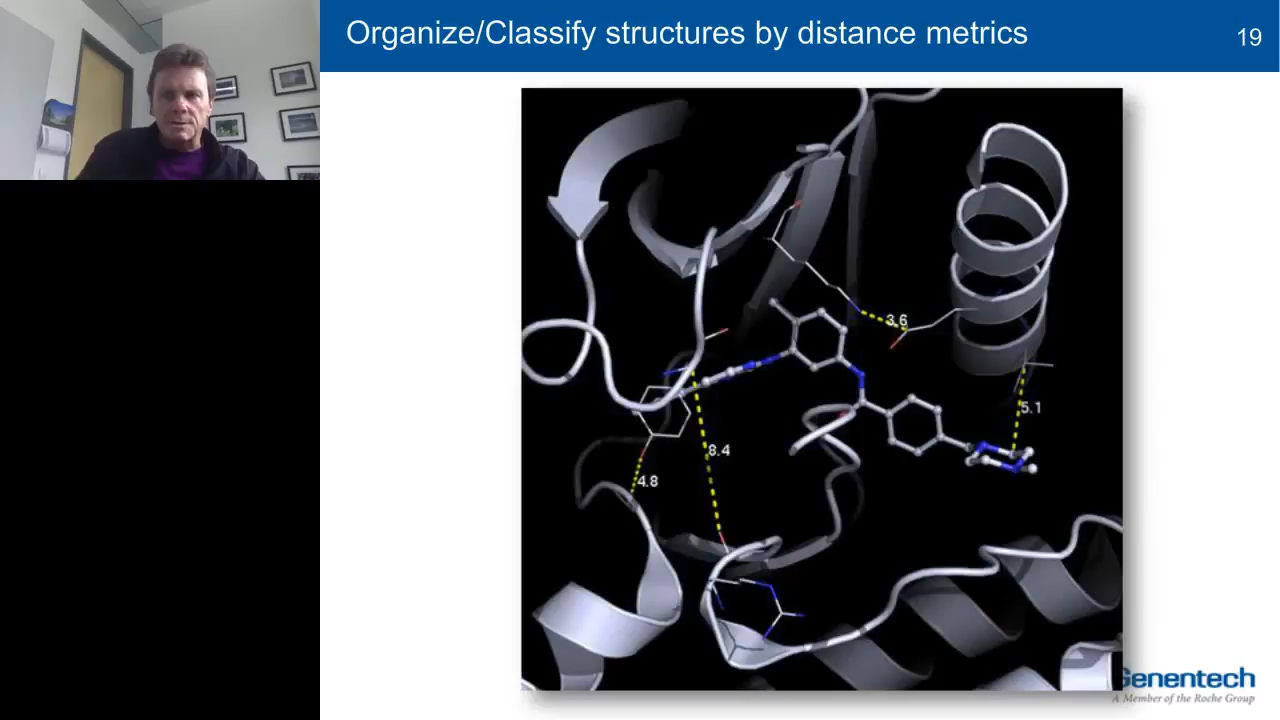 Organize/Classify structures by distance metrics
19
3.6
5.1
8.4
4.8
Genentech
A Member of the Roche Group